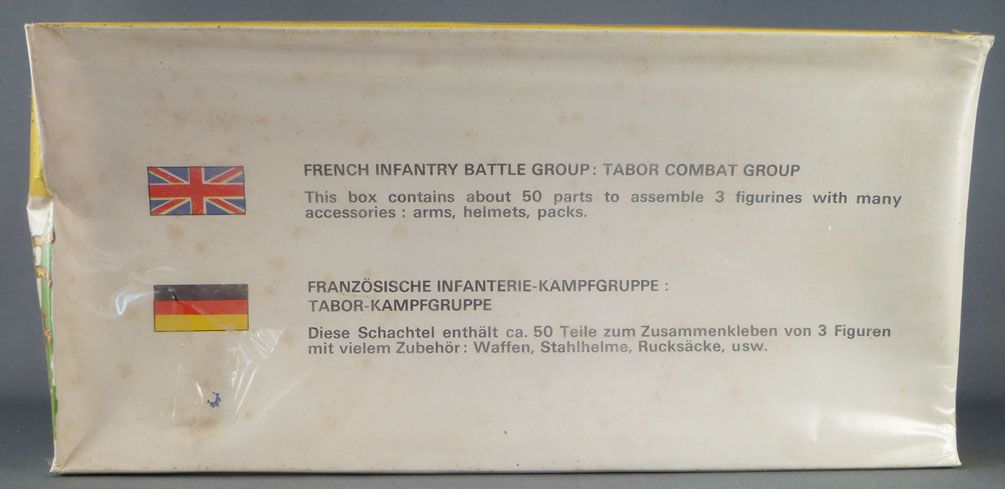 FRENCH INFANTRY BATTLE GROUP : TABOR COMBAT GROUP
This box contains about 50 parts to assemble 3 figurines with many
accessories : arms, helmets, packs.
FRANZÖSISCHE INFANTERIE-KAMPFGRUPPE :
TABOR-KAMPFGRUPPE
Diese Schachtel enthält ca. 50 Teile zum Zusammenkleben von 3 Figuren
mit vielem Zubehör : Waffen, Stahlhelme, Rucksäcke, usw.